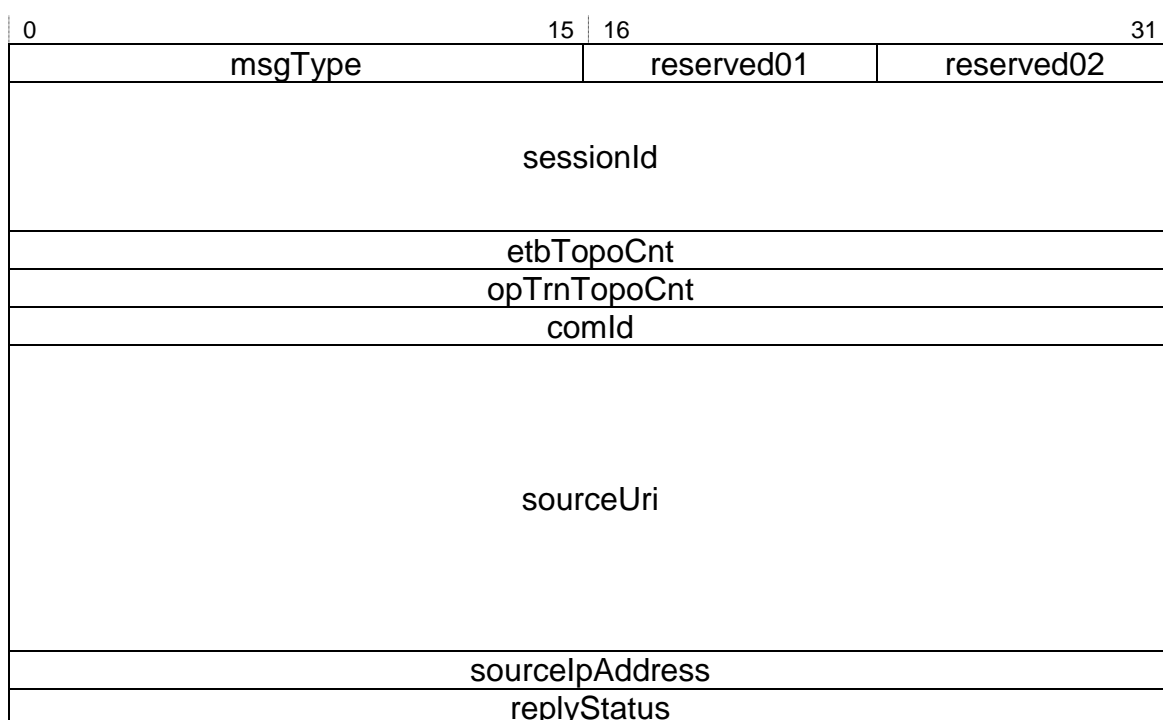 0 15 16 31
msgType reserved01 reserved02
sessionId
etbTopoCnt
opTrnTopoCnt
comId
sourceUri
sourceIpAddress
replyStatus